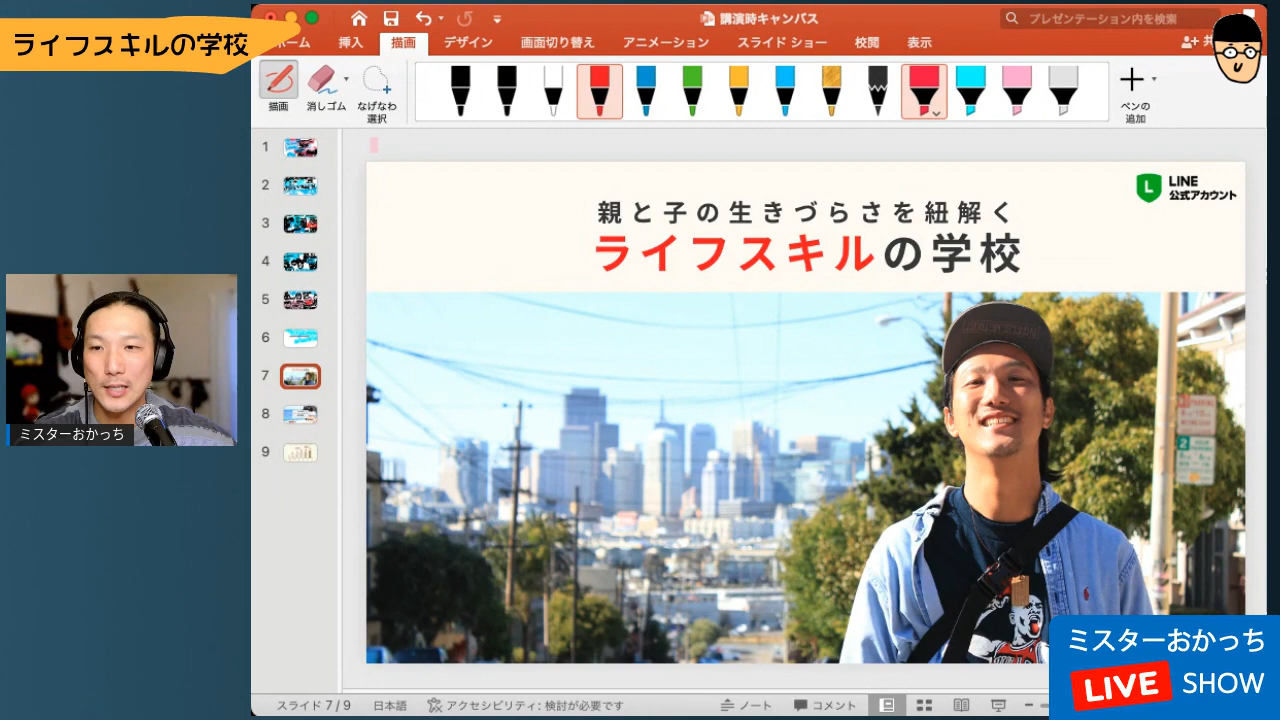 ライフスキルの学校
講演時キャンバス
プレゼンテーション内を検索
ホーム
挿入
描画
デザイン
画面切り替え
アニメーション
スライド ショー
校閲
表示
描画
消しゴム
なげなわ
選択
ペンの
追加
1
2
3
4
5
6
7
8
9
LINE
公式アカウント
親と子の生きづらさを紐解く
ライフスキルの学校
ミスターおかっち
ミスターおかっち
LIVE SHOW
スライド 7 / 9
日本語
アクセシビリティ: 検討が必要です
ノート
コメント